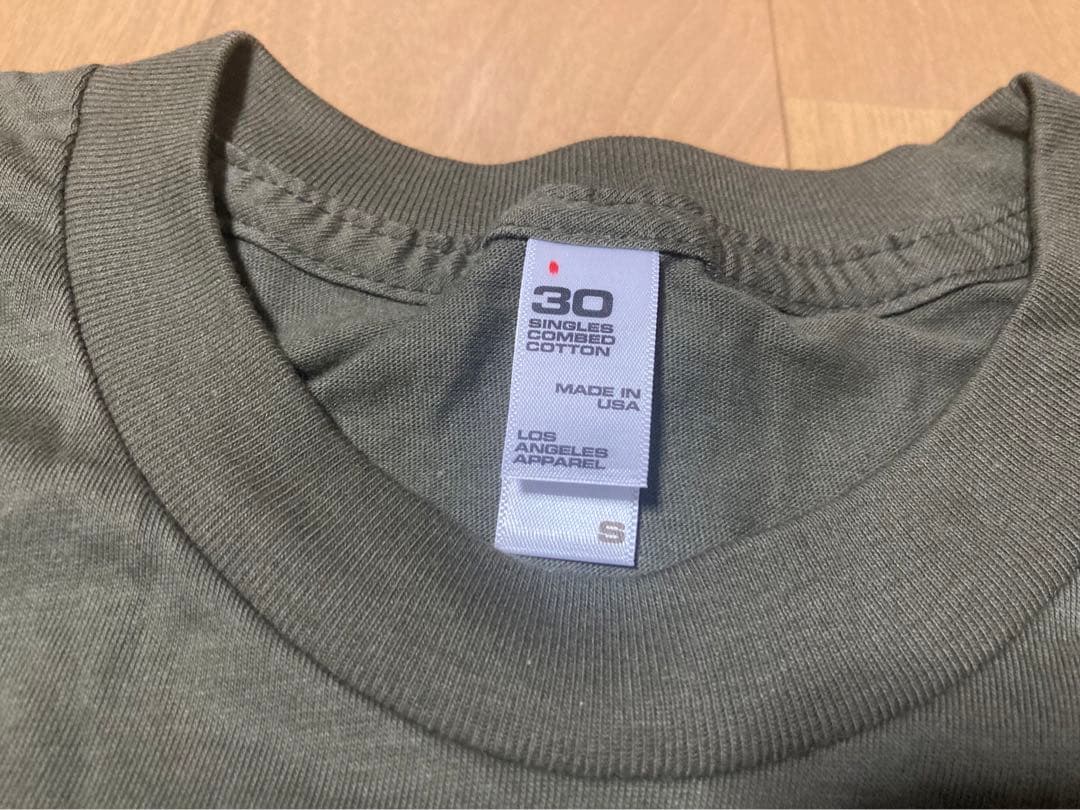 30
SINGLES
COMBED
COTTON
MADE IN
USA
LOS
ANGELES
APPAREL
S